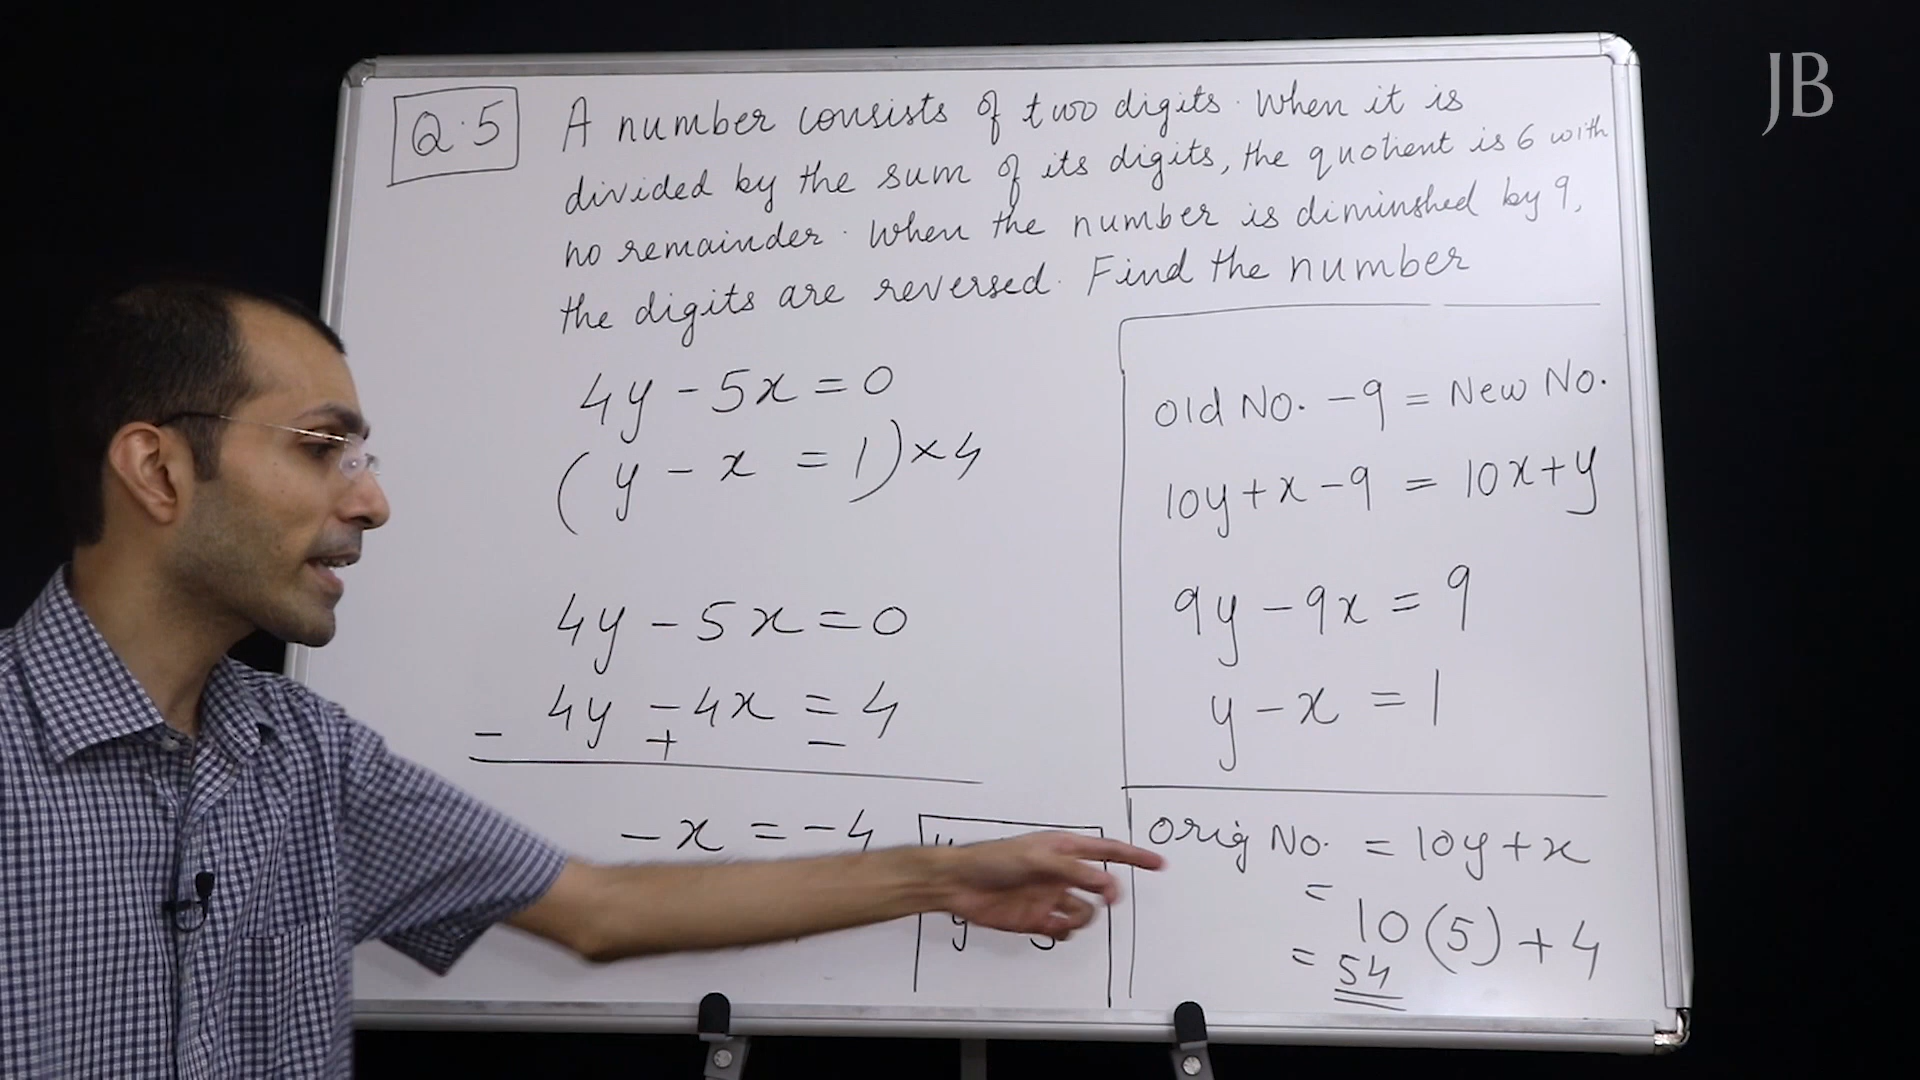 JB
Q.5
A number consists of two digits. When it is
divided by the sum of its digits, the quotient is 6 with
no remainder. When the number is diminshed by 9,
the digits are reversed. Find the number
4y - 5x = 0
(y - x = 1) × 4
4y - 5x = 0
4y - 4x = 4
- + -
-x = -4
y
Old No. - 9 = New No.
10y + x - 9 = 10x + y
9y - 9x = 9
y - x = 1
Orig No. = 10y + x
= 10(5) + 4
= 54